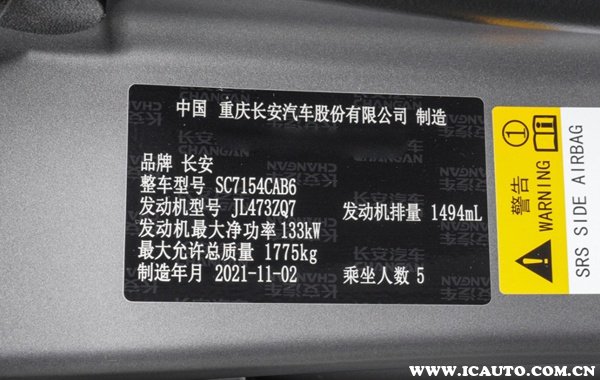 中国 重庆长安汽车股份有限公司 制造
品牌 长安
整车型号 SC7154CAB6
发动机型号 JL473ZQ7 发动机排量 1494mL
发动机最大净功率 133kW
最大允许总质量 1775kg
制造年月 2021-11-02 乘坐人数 5
警告
WARNING
SRS SIDE AIRBAG
WWW.ICAUTO.COM.CN